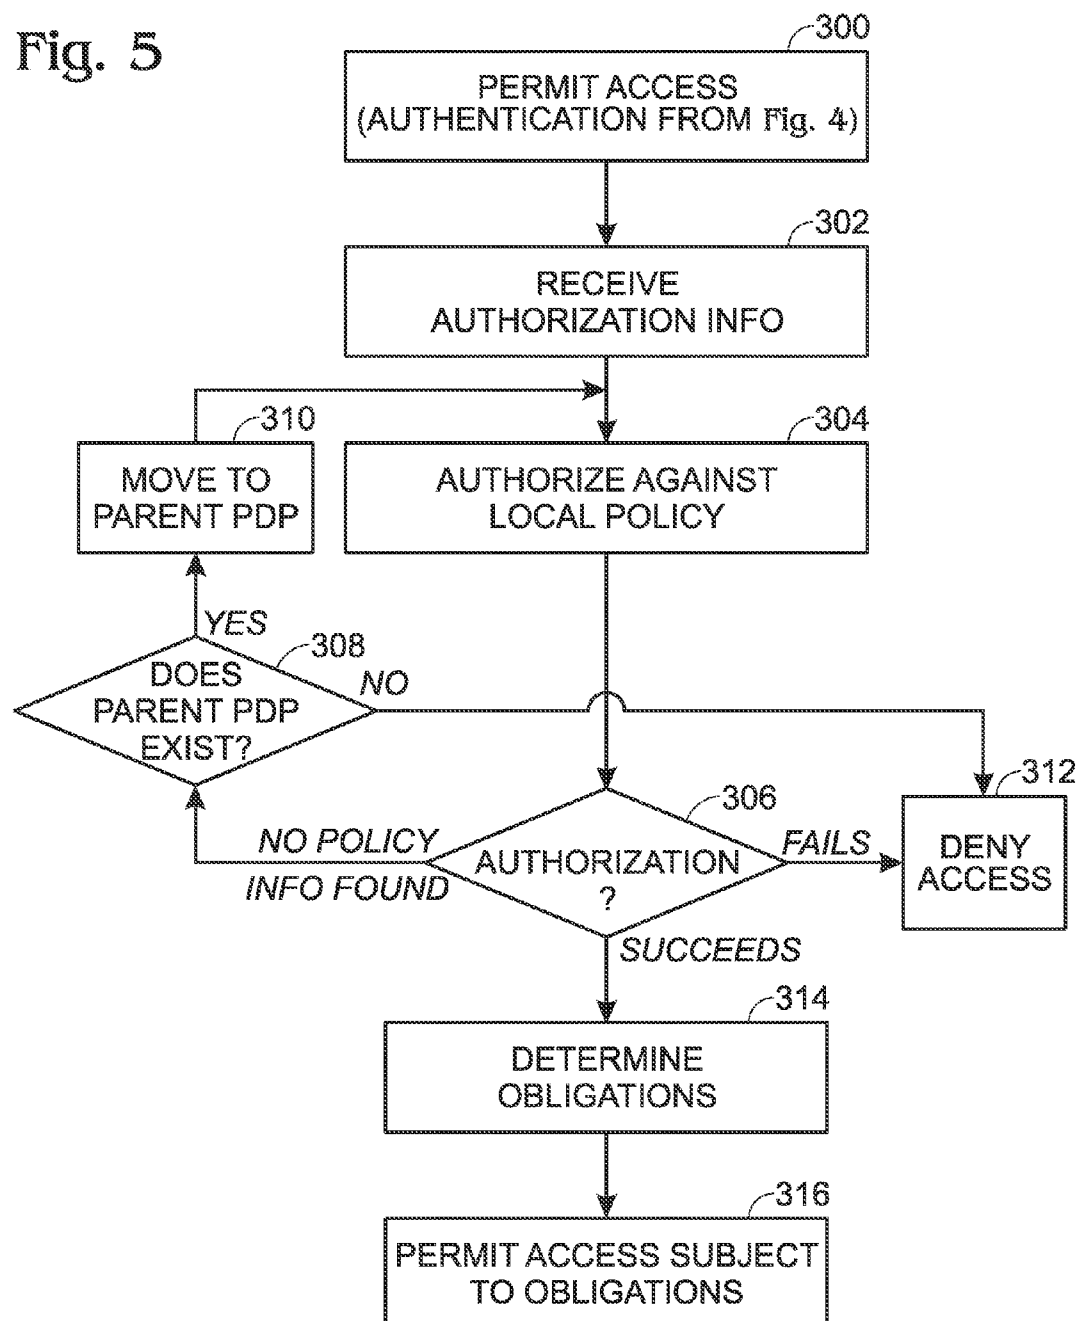 Fig. 5
300
PERMIT ACCESS
(AUTHENTICATION FROM Fig. 4)
302
RECEIVE
AUTHORIZATION INFO
310
MOVE TO
PARENT PDP
304
AUTHORIZE AGAINST
LOCAL POLICY
YES
308
DOES
PARENT PDP
EXIST?
NO
312
DENY
ACCESS
306
AUTHORIZATION
?
NO POLICY
INFO FOUND
FAILS
SUCCEEDS
314
DETERMINE
OBLIGATIONS
316
PERMIT ACCESS SUBJECT
TO OBLIGATIONS